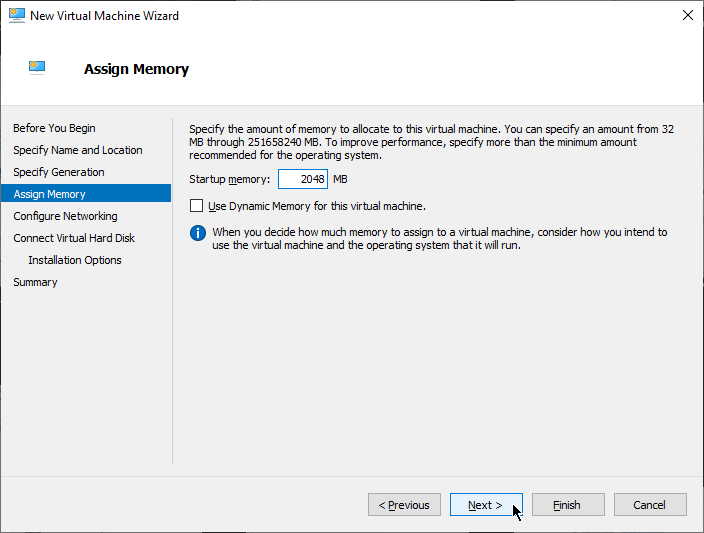 New Virtual Machine Wizard
Assign Memory
Before You Begin
Specify Name and Location
Specify Generation
Assign Memory
Configure Networking
Connect Virtual Hard Disk
Installation Options
Summary
Specify the amount of memory to allocate to this virtual machine. You can specify an amount from 32
MB through 251658240 MB. To improve performance, specify more than the minimum amount
recommended for the operating system.
Startup memory: 2048 MB
Use Dynamic Memory for this virtual machine.
When you decide how much memory to assign to a virtual machine, consider how you intend to
use the virtual machine and the operating system that it will run.
< Previous Next > Finish Cancel